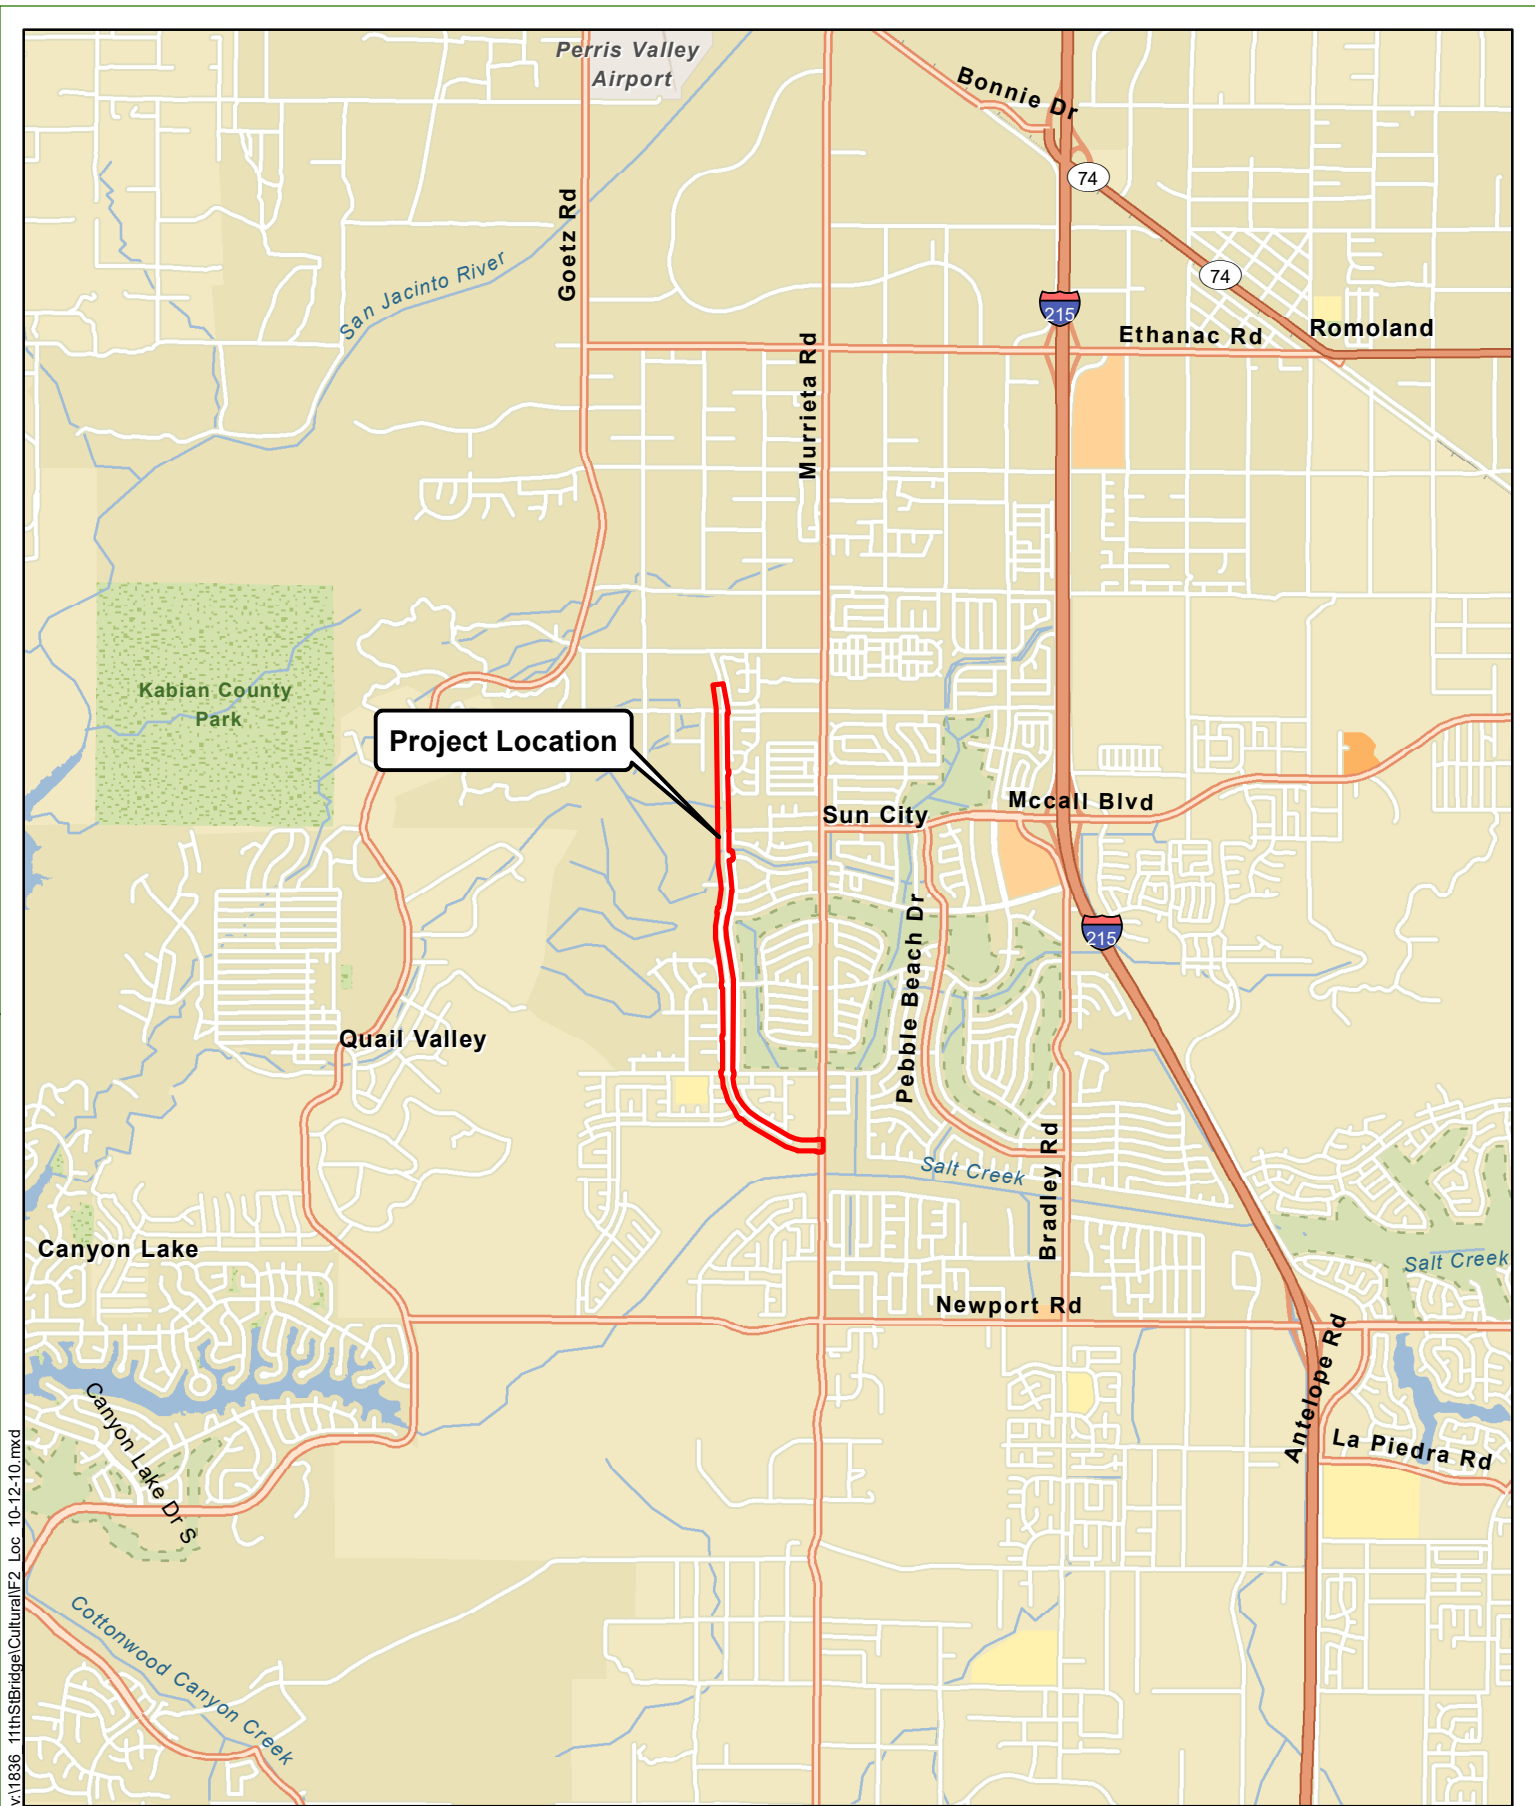 Perris Valley
Airport
Bonnie Dr
74
Goetz Rd
San Jacinto River
74
215
Ethanac Rd
Romoland
Murrieta Rd
Kabian County
Park
Project Location
Sun City
Mccall Blvd
Pebble Beach Dr
215
Quail Valley
Salt Creek
Bradley Rd
Canyon Lake
Salt Creek
Newport Rd
Antelope Rd
Canyon Lake Dr S
La Piedra Rd
Cottonwood Canyon Creek
v:\1836_11thStBridge\Cultural\F2_Loc_10-12-10.mxd